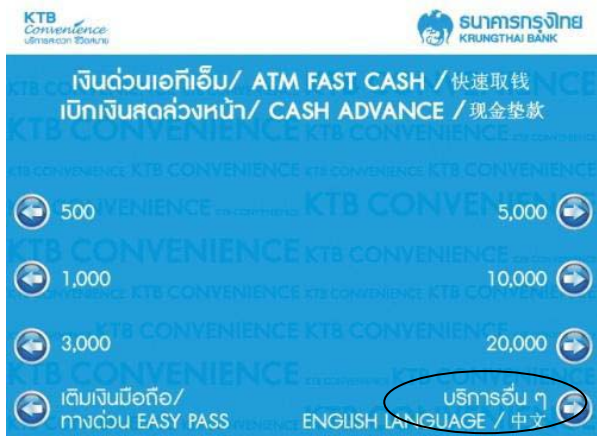 KTB
Convenience
บริการสะดวก ชีวิตสบาย
ธนาคารกรุงไทย
KRUNGTHAI BANK
เงินด่วนเอทีเอ็ม/ ATM FAST CASH /快速取钱
เบิกเงินสดล่วงหน้า/ CASH ADVANCE /现金垫款
500
5,000
1,000
10,000
3,000
20,000
เติมเงินมือถือ/
ทางด่วน EASY PASS
บริการอื่น ๆ
ENGLISH LANGUAGE / 中文